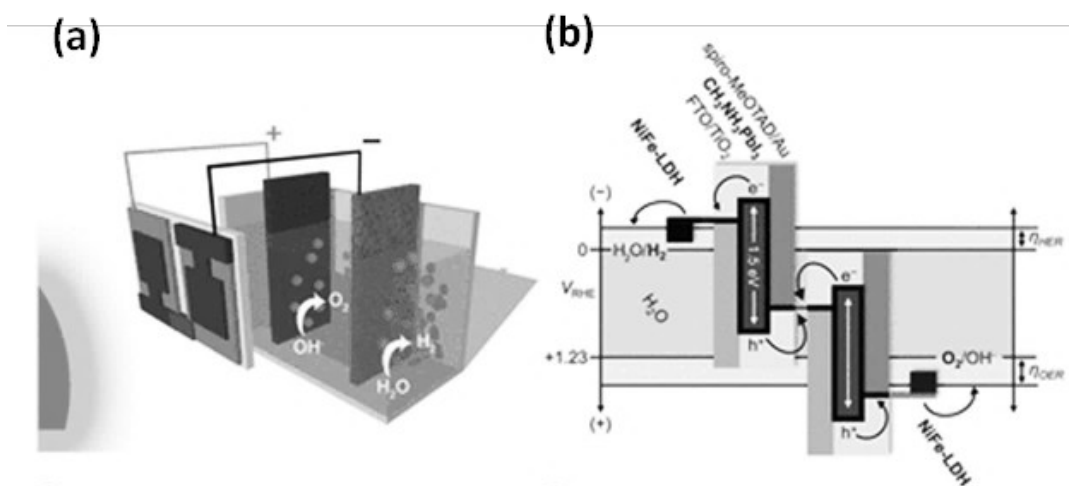 (a)
(b)
+
−
O₂
OH⁻
H₂
H₂O
spiro-MeOTAD/Au
CH₃NH₃PbI₃
FTO/TiO₂
NiFe-LDH
(−)
e⁻
0
H₂O/H₂
ηHER
1.5 eV
VRHE
H₂O
e⁻
h⁺
+1.23
O₂/OH⁻
ηOER
(+)
h⁺
NiFe-LDH